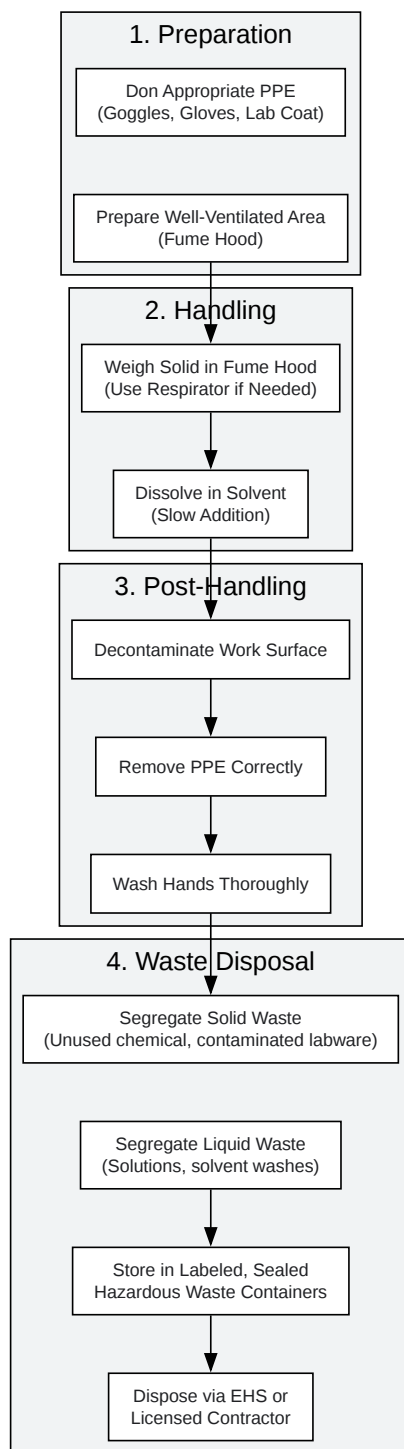 1. Preparation
Don Appropriate PPE
(Goggles, Gloves, Lab Coat)
Prepare Well-Ventilated Area
(Fume Hood)
2. Handling
Weigh Solid in Fume Hood
(Use Respirator if Needed)
Dissolve in Solvent
(Slow Addition)
3. Post-Handling
Decontaminate Work Surface
Remove PPE Correctly
Wash Hands Thoroughly
4. Waste Disposal
Segregate Solid Waste
(Unused chemical, contaminated labware)
Segregate Liquid Waste
(Solutions, solvent washes)
Store in Labeled, Sealed
Hazardous Waste Containers
Dispose via EHS or
Licensed Contractor